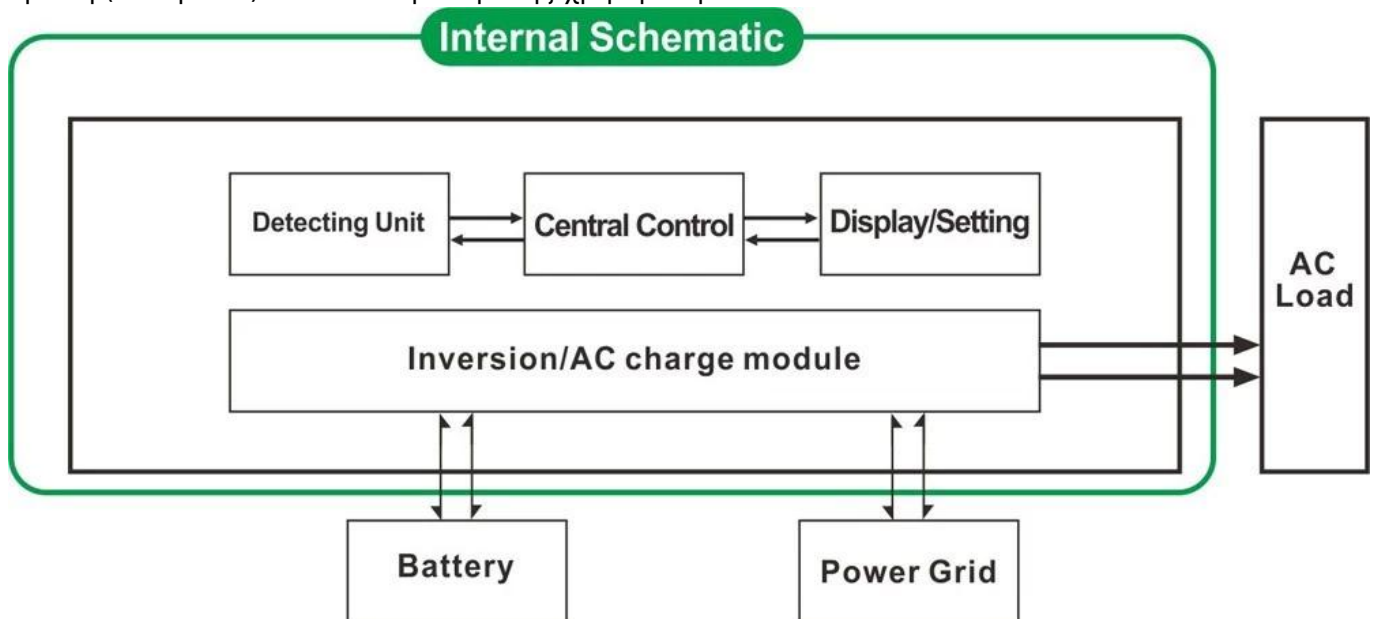 Internal Schematic
Detecting Unit
Central Control
Display/Setting
AC
Load
Inversion/AC charge module
Battery
Power Grid